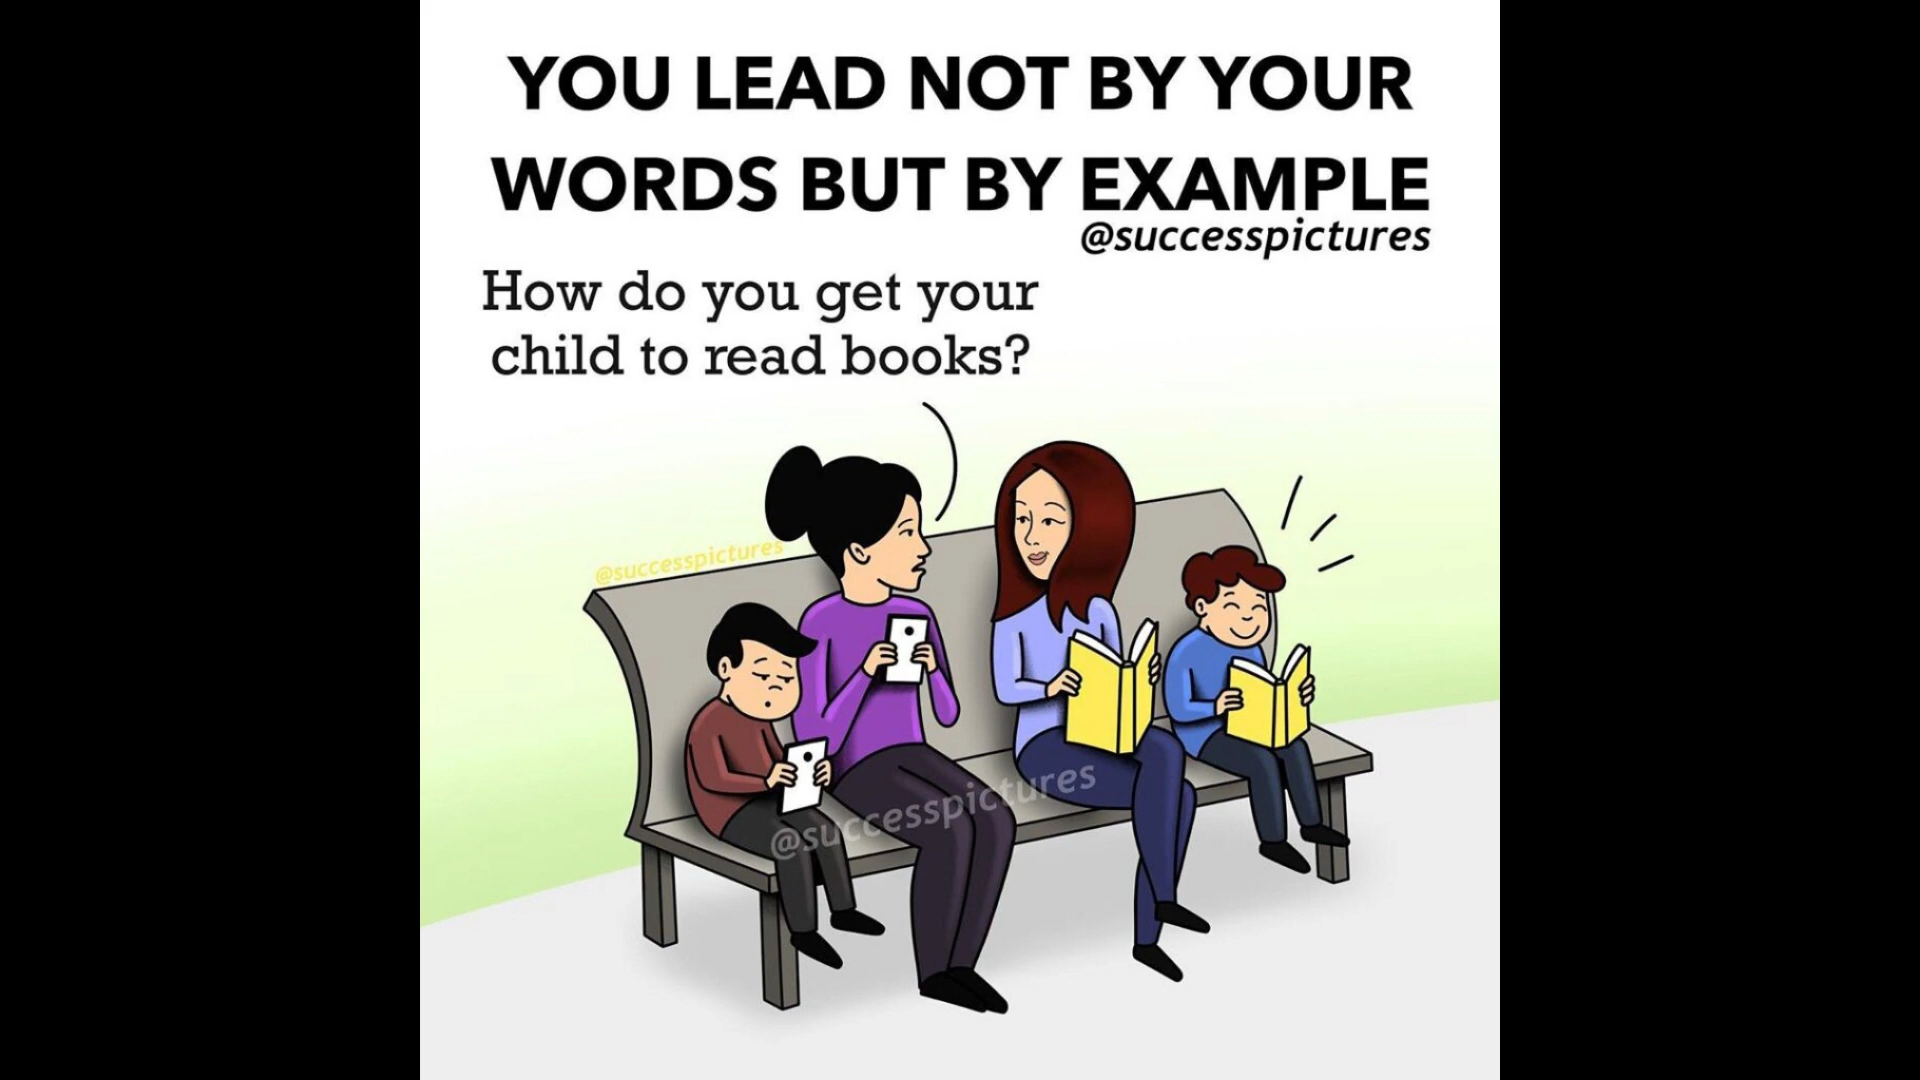 YOU LEAD NOT BY YOUR
WORDS BUT BY EXAMPLE
@successpictures
How do you get your
child to read books?
@successpictures
@successpictures